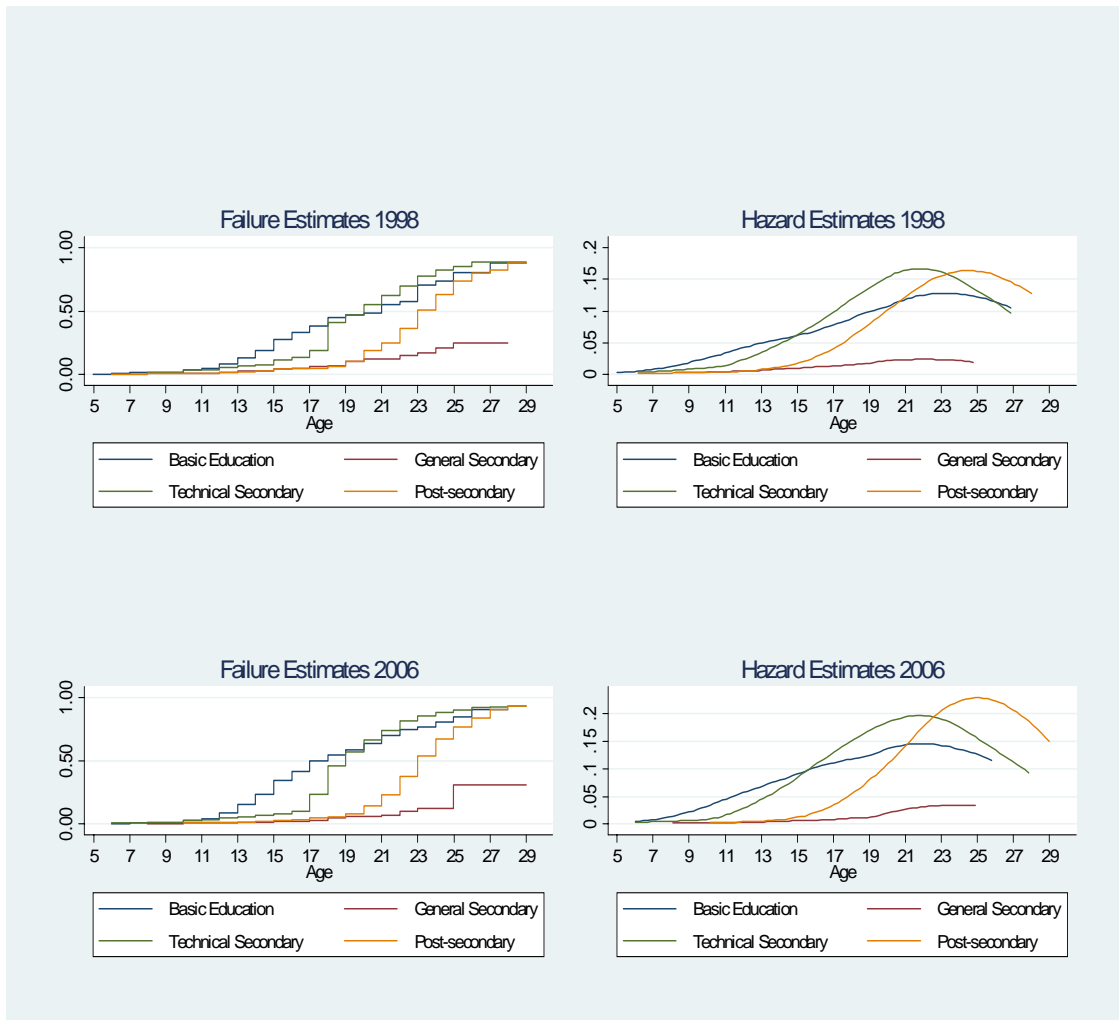 Failure Estimates 1998
1.00
0.50
0.00
5 7 9 11 13 15 17 19 21 23 25 27 29
Age
Basic Education General Secondary
Technical Secondary Post-secondary
Hazard Estimates 1998
.2
.15
.1
.05
0
5 7 9 11 13 15 17 19 21 23 25 27 29
Age
Basic Education General Secondary
Technical Secondary Post-secondary
Failure Estimates 2006
1.00
0.50
0.00
5 7 9 11 13 15 17 19 21 23 25 27 29
Age
Basic Education General Secondary
Technical Secondary Post-secondary
Hazard Estimates 2006
.2
.15
.1
.05
0
5 7 9 11 13 15 17 19 21 23 25 27 29
Age
Basic Education General Secondary
Technical Secondary Post-secondary